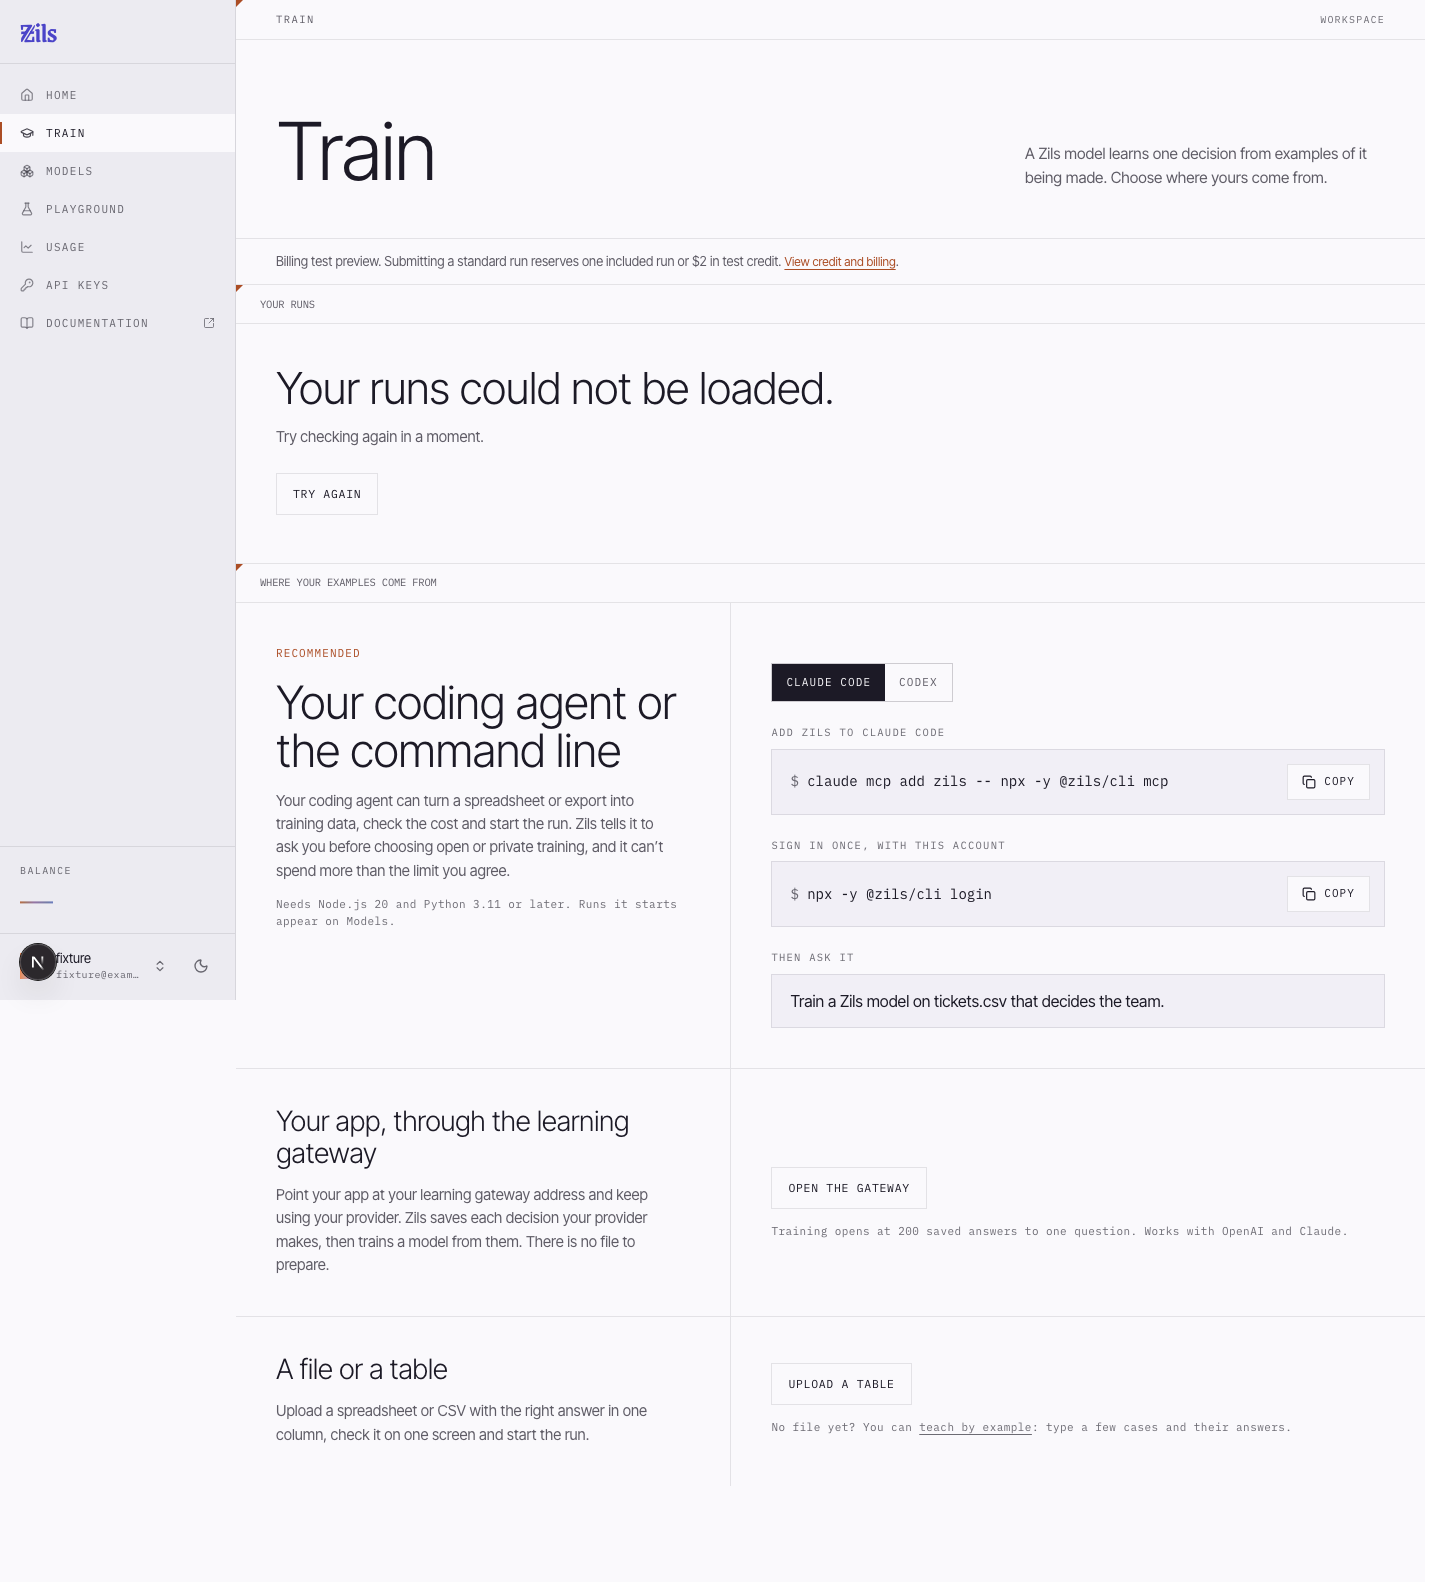 Zils
HOME
TRAIN
MODELS
PLAYGROUND
USAGE
API KEYS
DOCUMENTATION
BALANCE
N
fixture
fixture@exam…
TRAIN
WORKSPACE
Train
A Zils model learns one decision from examples of it
being made. Choose where yours come from.
Billing test preview. Submitting a standard run reserves one included run or $2 in test credit. View credit and billing.
YOUR RUNS
Your runs could not be loaded.
Try checking again in a moment.
TRY AGAIN
WHERE YOUR EXAMPLES COME FROM
RECOMMENDED
Your coding agent or
the command line
Your coding agent can turn a spreadsheet or export into
training data, check the cost and start the run. Zils tells it to
ask you before choosing open or private training, and it can’t
spend more than the limit you agree.
Needs Node.js 20 and Python 3.11 or later. Runs it starts
appear on Models.
CLAUDE CODE
CODEX
ADD ZILS TO CLAUDE CODE
$ claude mcp add zils -- npx -y @zils/cli mcp
COPY
SIGN IN ONCE, WITH THIS ACCOUNT
$ npx -y @zils/cli login
COPY
THEN ASK IT
Train a Zils model on tickets.csv that decides the team.
Your app, through the learning
gateway
Point your app at your learning gateway address and keep
using your provider. Zils saves each decision your provider
makes, then trains a model from them. There is no file to
prepare.
OPEN THE GATEWAY
Training opens at 200 saved answers to one question. Works with OpenAI and Claude.
A file or a table
Upload a spreadsheet or CSV with the right answer in one
column, check it on one screen and start the run.
UPLOAD A TABLE
No file yet? You can teach by example: type a few cases and their answers.